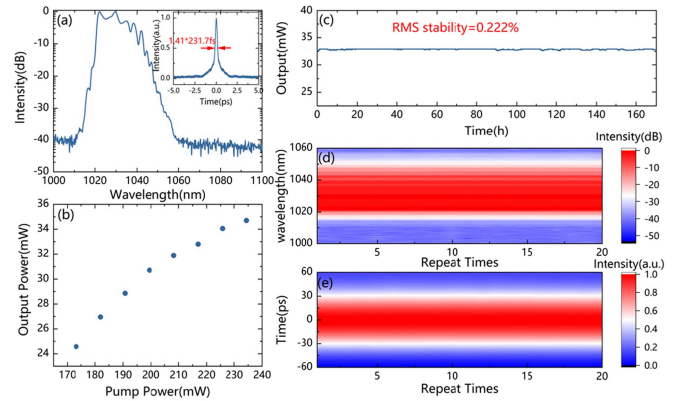 (a)
Intensity(dB)
0
-10
-20
-30
-40
-50
1000 1020 1040 1060 1080 1100
Wavelength(nm)
Intensity(a.u.)
1.0
0.5
0.0
1.41*231.7fs
-5.0 -2.5 0.0 2.5 5.0
Time(ps)
(b)
Output Power(mW)
36
34
32
30
28
26
24
170 180 190 200 210 220 230 240
Pump Power(mW)
(c)
RMS stability=0.222%
Output(mW)
40
35
30
25
0 20 40 60 80 100 120 140 160
Time(h)
(d)
wavelength(nm)
1060
1040
1020
1000
5 10 15 20
Repeat Times
Intensity(dB)
0
-10
-20
-30
-40
-50
(e)
Time(ps)
60
30
0
-30
-60
5 10 15 20
Repeat Times
Intensity(a.u.)
1.0
0.8
0.6
0.4
0.2
0.0